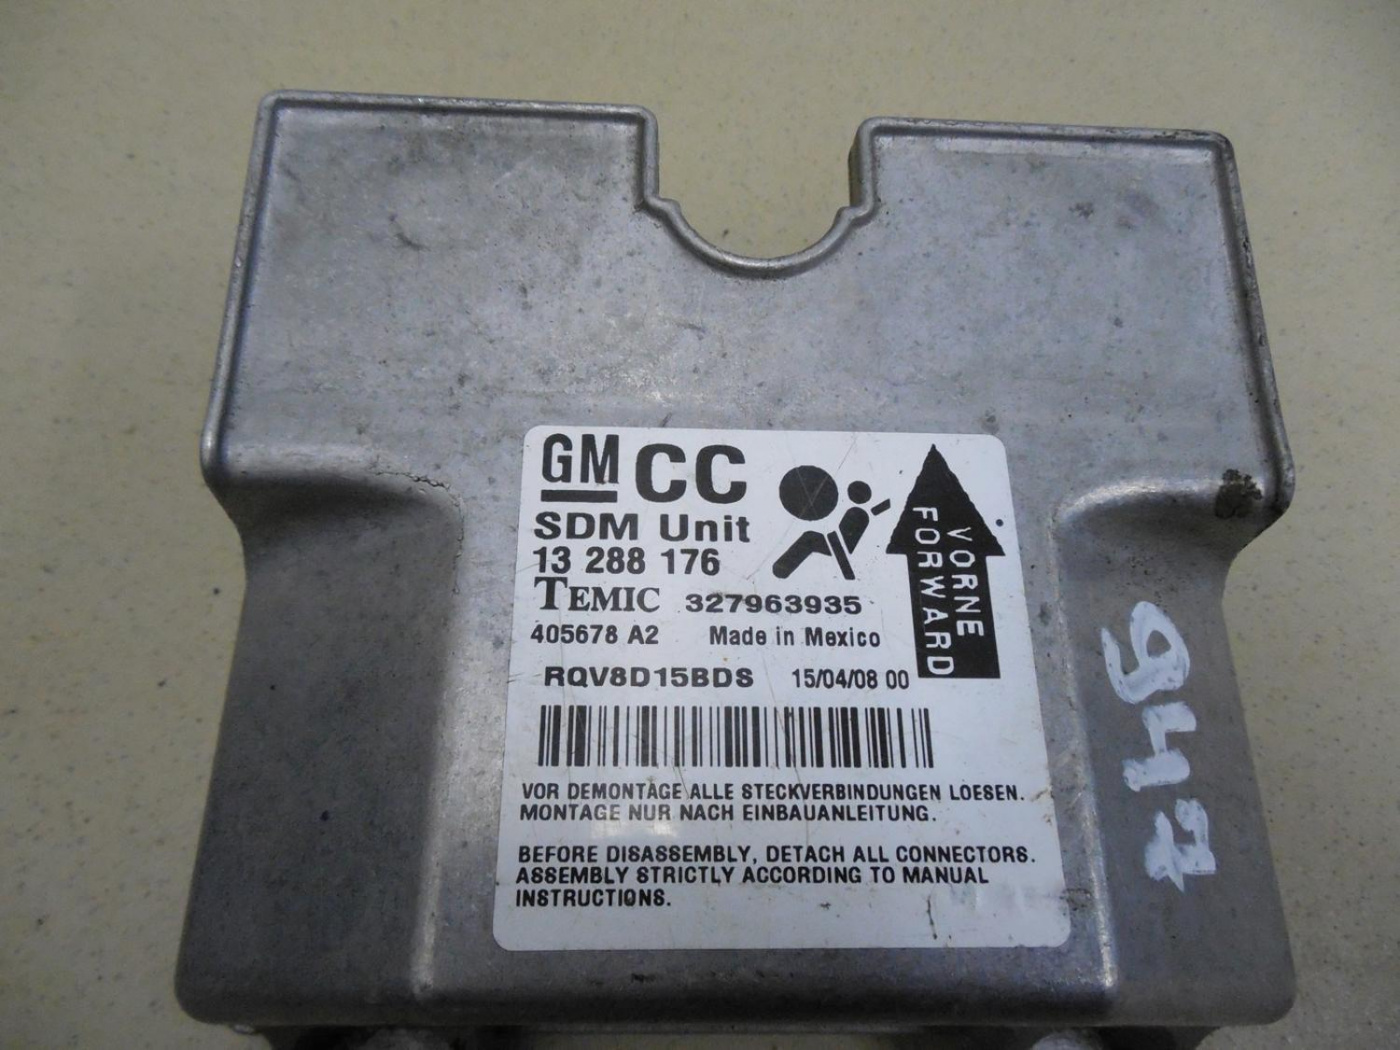 GM CC
SDM Unit
13 288 176
TEMIC 327963935
405678 A2 Made in Mexico
RQV8D15BDS 15/04/08 00
VORNE
FORWARD
VOR DEMONTAGE ALLE STECKVERBINDUNGEN LOESEN.
MONTAGE NUR NACH EINBAUANLEITUNG.
BEFORE DISASSEMBLY, DETACH ALL CONNECTORS.
ASSEMBLY STRICTLY ACCORDING TO MANUAL
INSTRUCTIONS.